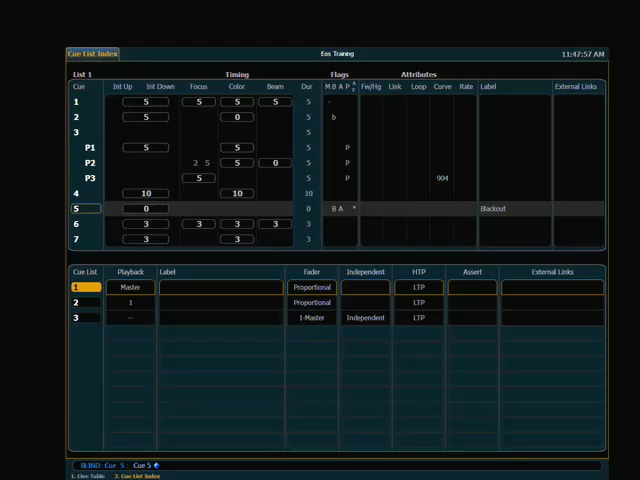 Cue List Index Eos Training 11:47:57 AM
List 1 Timing Flags Attributes
Cue Int Up Int Down Focus Color Beam Dur M B A P AF Fw/Hg Link Loop Curve Rate Label External Links
1 5 5 5 5 5 -
2 5 0 5 b
3 5
P1 5 5 5 P
P2 2 5 5 0 5 P
P3 5 5 P 904
4 10 10 10
5 0 0 B A * Blackout
6 3 3 3 3 3
7 3 3 3
Cue List Playback Label Fader Independent HTP Assert External Links
1 Master Proportional LTP
2 1 Proportional LTP
3 -- I-Master Independent LTP
BLIND: Cue 5 : Cue 5
1. Live Table 3. Cue List Index